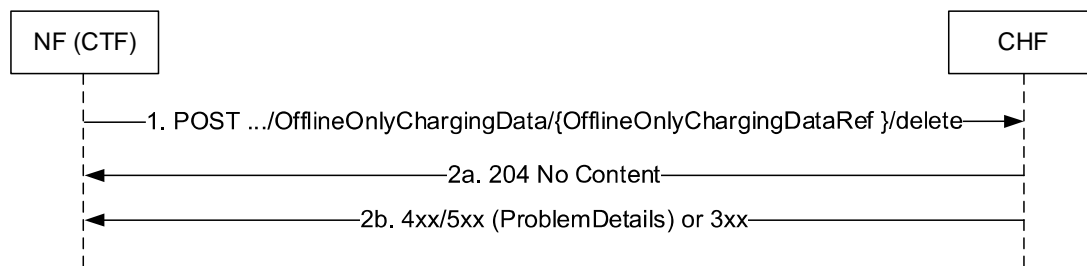 NF (CTF)
CHF
1. POST .../OfflineOnlyChargingData/{OfflineOnlyChargingDataRef }/delete
2a. 204 No Content
2b. 4xx/5xx (ProblemDetails) or 3xx